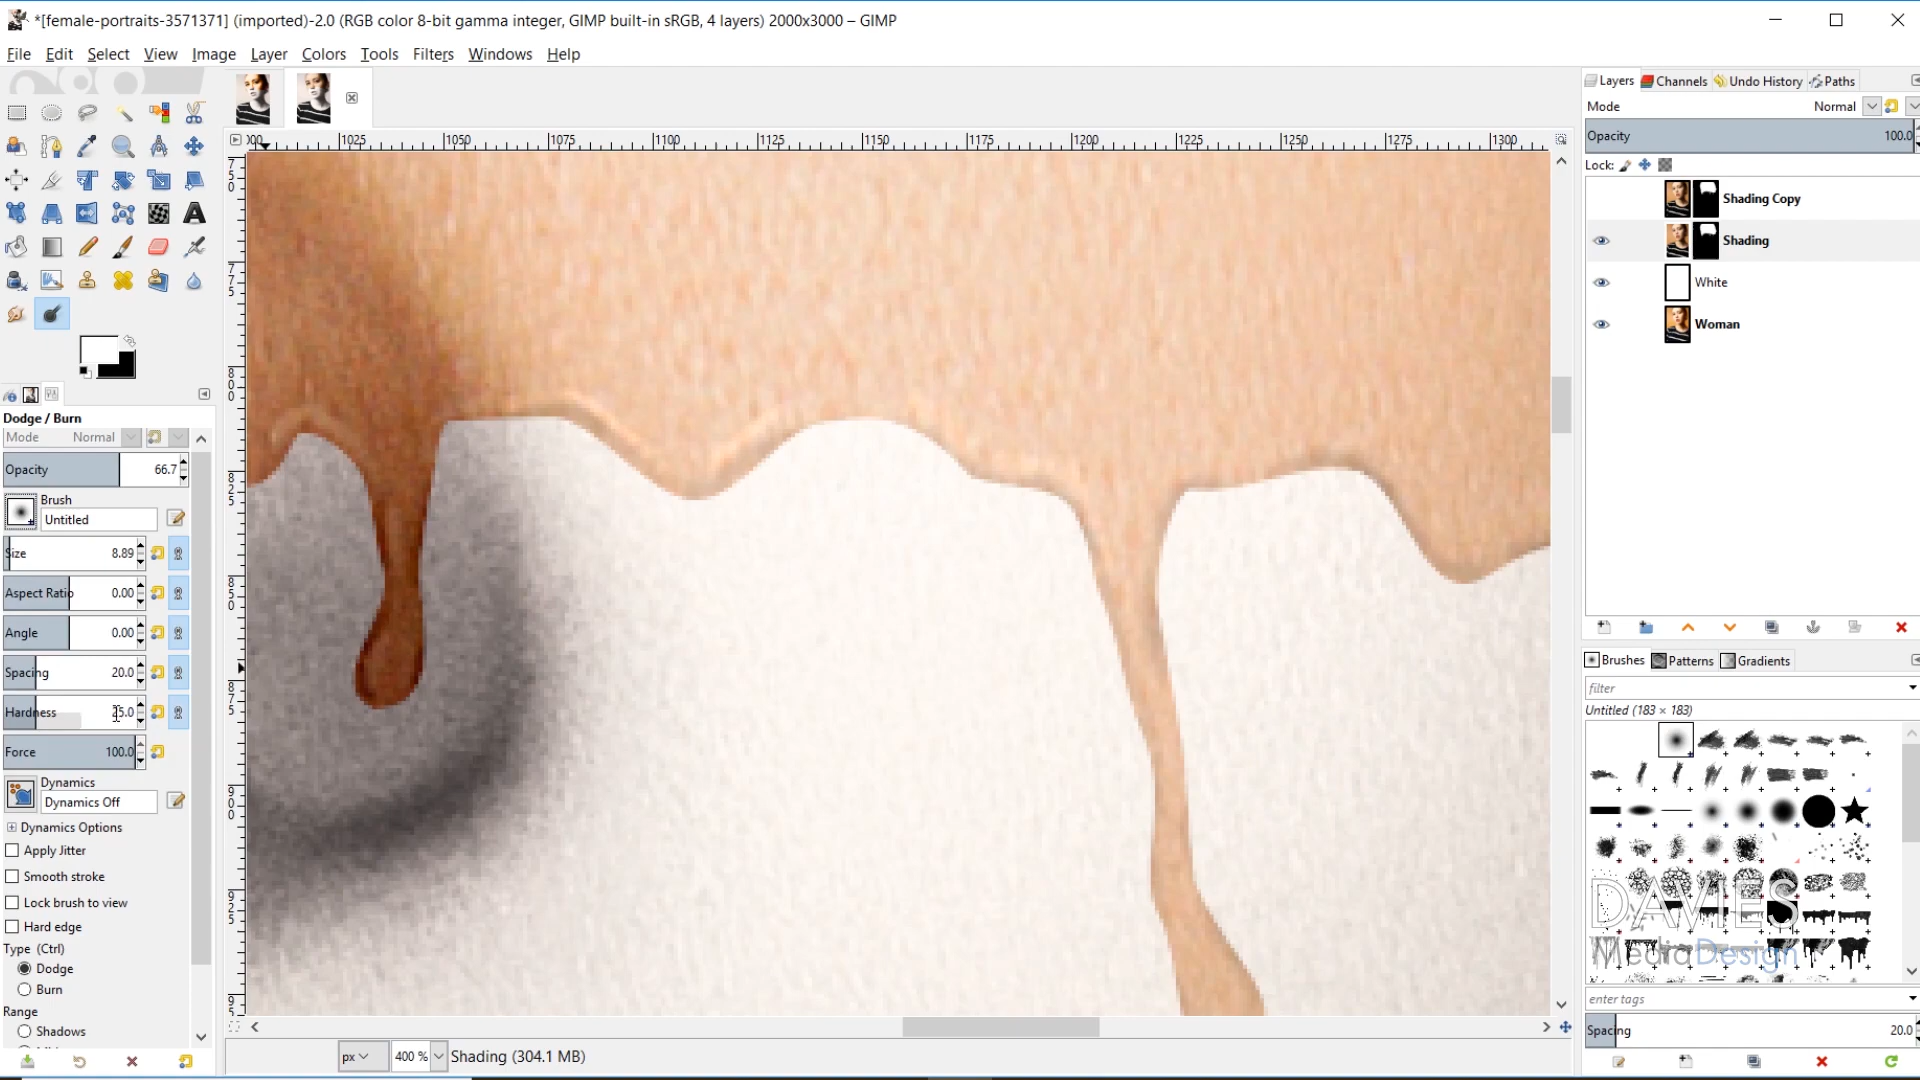 *[female-portraits-3571371] (imported)-2.0 (RGB color 8-bit gamma integer, GIMP built-in sRGB, 4 layers) 2000x3000 – GIMP
File Edit Select View Image Layer Colors Tools Filters Windows Help
Layers Channels Undo History Paths
Mode Normal
Opacity 100.0
Lock:
Shading Copy
Shading
White
Woman
1025 1050 1075 1100 1125 1150 1175 1200 1225 1250 1275 1300
Dodge / Burn
Mode Normal
Opacity 66.7
Brush
Untitled
Size 8.89
Aspect Ratio 0.00
Angle 0.00
Spacing 20.0
Hardness 25.0
Force 100.0
Dynamics
Dynamics Off
Dynamics Options
Apply Jitter
Smooth stroke
Lock brush to view
Hard edge
Type (Ctrl)
Dodge
Burn
Range
Shadows
px 400 % Shading (304.1 MB)
Brushes Patterns Gradients
filter
Untitled (183 × 183)
DAVIES
MediaDesign
enter tags
Spacing 20.0